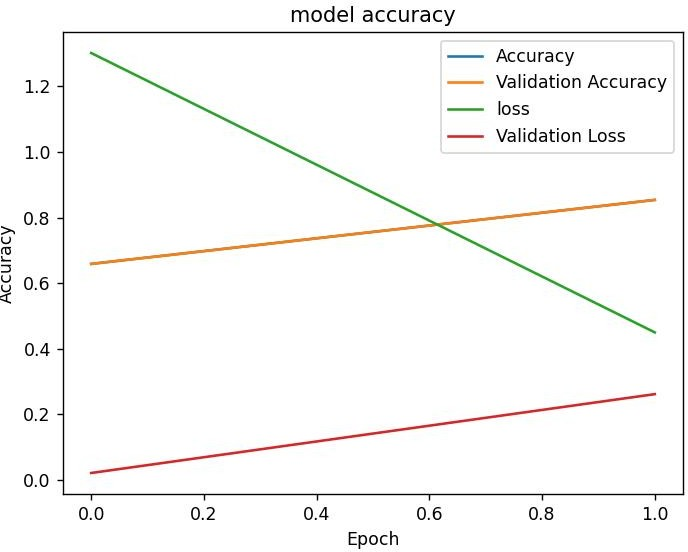 model accuracy
Accuracy
Validation Accuracy
loss
Validation Loss
Accuracy
1.2
1.0
0.8
0.6
0.4
0.2
0.0
0.0 0.2 0.4 0.6 0.8 1.0
Epoch